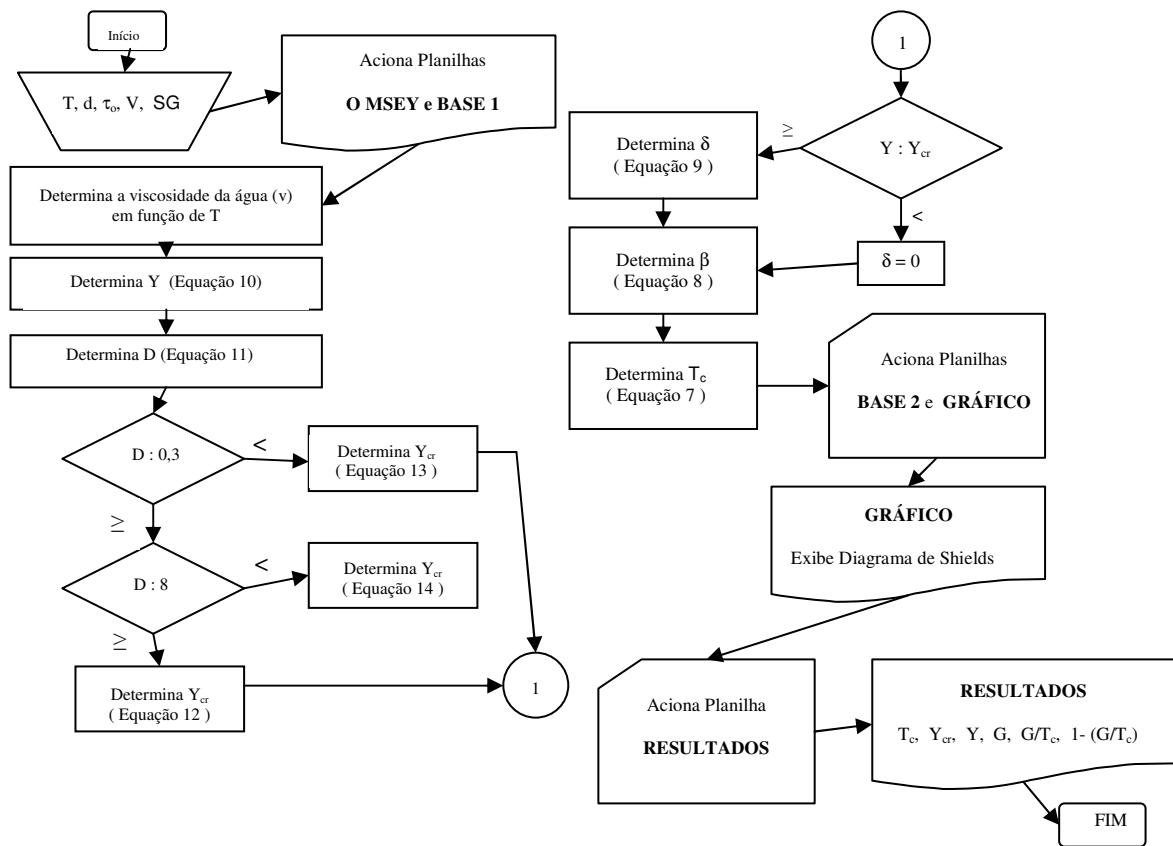 Início
T, d, τₒ, V, SG
Aciona Planilhas
O MSEY e BASE 1
Determina a viscosidade da água (ν)
em função de T
Determina Y (Equação 10)
Determina D (Equação 11)
D : 0,3
<
≥
Determina Ycr
( Equação 13 )
D : 8
<
≥
Determina Ycr
( Equação 14 )
Determina Ycr
( Equação 12 )
1
1
Y : Ycr
≥
<
Determina δ
( Equação 9 )
δ = 0
Determina β
( Equação 8 )
Determina Tc
( Equação 7 )
Aciona Planilhas
BASE 2 e GRÁFICO
GRÁFICO
Exibe Diagrama de Shields
Aciona Planilha
RESULTADOS
RESULTADOS
Tc, Ycr, Y, G, G/Tc, 1- (G/Tc)
FIM